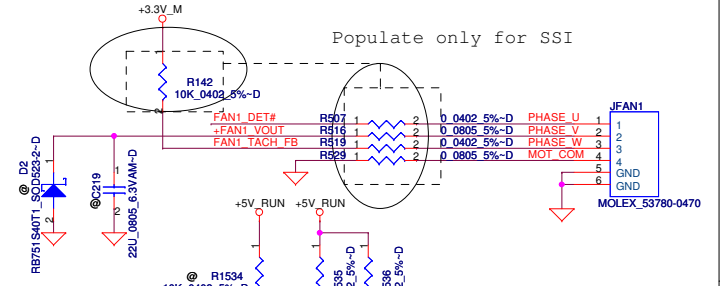 +3.3V_M
Populate only for SSI
1
R142
10K_0402_5%~D
2
JFAN1
FAN1_DET# R507 1 2 0_0402_5%~D PHASE_U 1 1
+FAN1_VOUT R516 1 2 0_0805_5%~D PHASE_V 2 2
FAN1_TACH_FB R519 1 2 0_0402_5%~D PHASE_W 3 3
R529 1 2 0_0805_5%~D MOT_COM 4 4
5 GND
6 GND
MOLEX_53780-0470
@ D2
RB751S40T1_SOD523-2~D
1
2
@C219
22U_0805_6.3VAM~D
1
2
+5V_RUN +5V_RUN
@ R1534